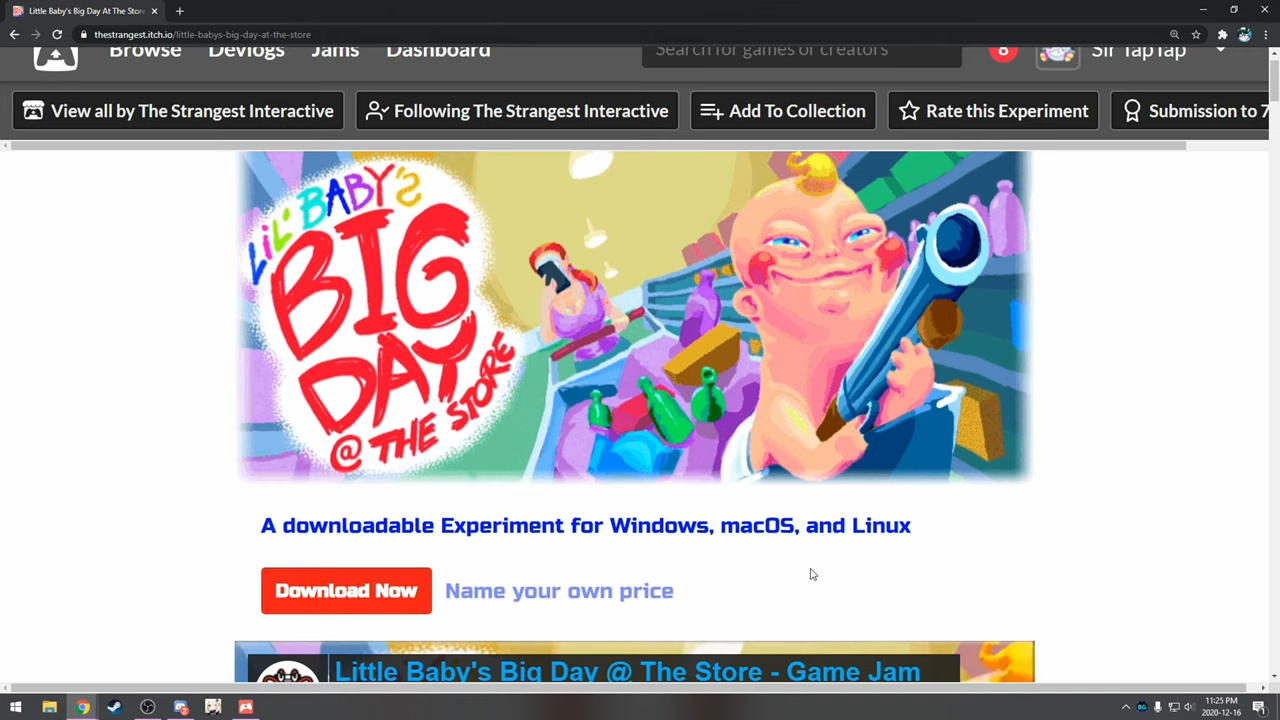 Little Baby's Big Day At The Store
thestrangest.itch.io/little-babys-big-day-at-the-store
Browse
Devlogs
Jams
Dashboard
Search for games or creators
8
Sir TapTap
View all by The Strangest Interactive
Following The Strangest Interactive
Add To Collection
Rate this Experiment
Submission to 7
LiL' BABY'S
BIG
DAY
@ THE STORE
A downloadable Experiment for Windows, macOS, and Linux
Download Now
Name your own price
Little Baby's Big Day @ The Store - Game Jam
11:25 PM
2020-12-16